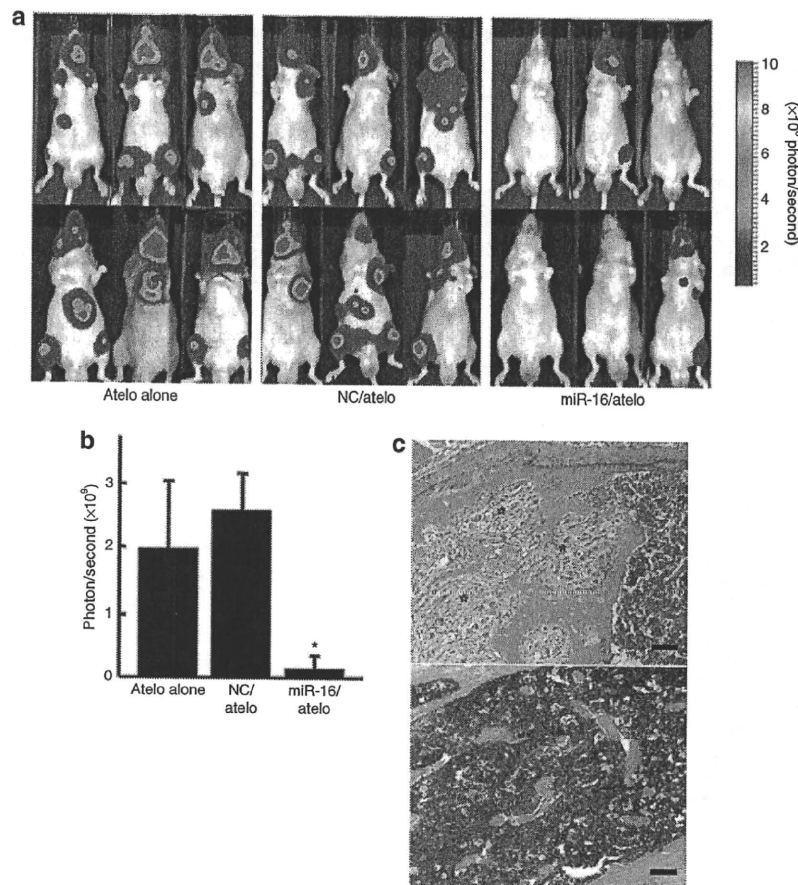 a
10
8
6
4
2
photon/second)
Atelo alone
NC/atelo
miR-16/atelo
b
Photon/second (×10⁹)
3
2
1
0
*
Atelo alone
NC/
atelo
miR-16/
atelo
c